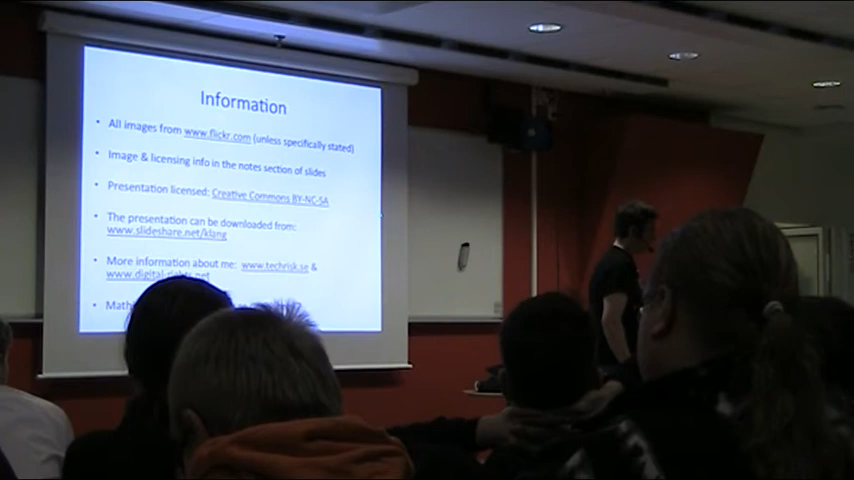 Information
• All images from www.flickr.com (unless specifically stated)
• Image & licensing info in the notes section of slides
• Presentation licensed: Creative Commons BY-NC-SA
• The presentation can be downloaded from:
www.slideshare.net/klang
• More information about me: www.techrisk.se &
www.digital-rights.net